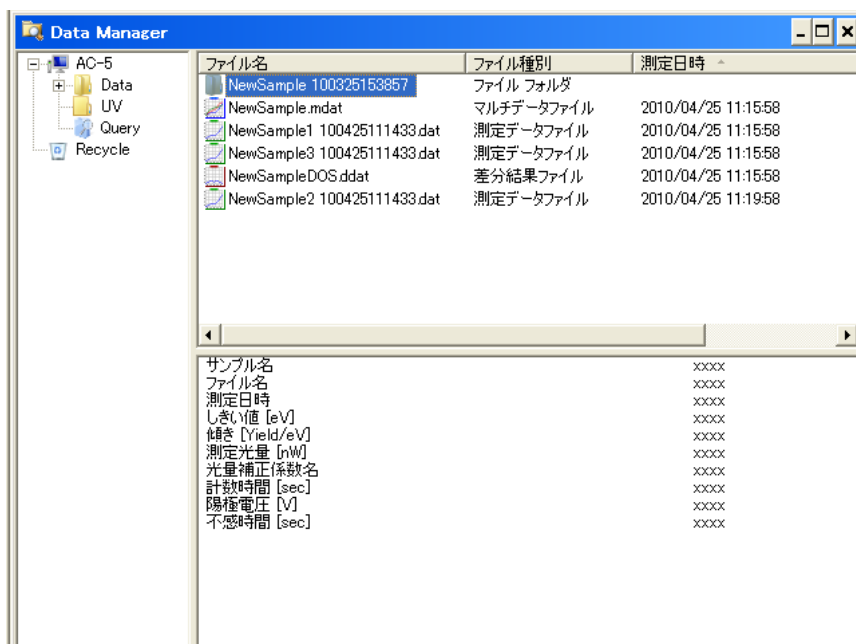 Data Manager
AC-5
Data
UV
Query
Recycle
ファイル名 ファイル種別 測定日時
NewSample 100325153857 ファイル フォルダ
NewSample.mdat マルチデータファイル 2010/04/25 11:15:58
NewSample1 100425111433.dat 測定データファイル 2010/04/25 11:15:58
NewSample3 100425111433.dat 測定データファイル 2010/04/25 11:15:58
NewSampleDOS.ddat 差分結果ファイル 2010/04/25 11:15:58
NewSample2 100425111433.dat 測定データファイル 2010/04/25 11:19:58
サンプル名 xxxx
ファイル名 xxxx
測定日時 xxxx
しきい値 [eV] xxxx
傾き [Yield/eV] xxxx
測定光量 [nW] xxxx
光量補正係数名 xxxx
計数時間 [sec] xxxx
陽極電圧 [V] xxxx
不感時間 [sec] xxxx